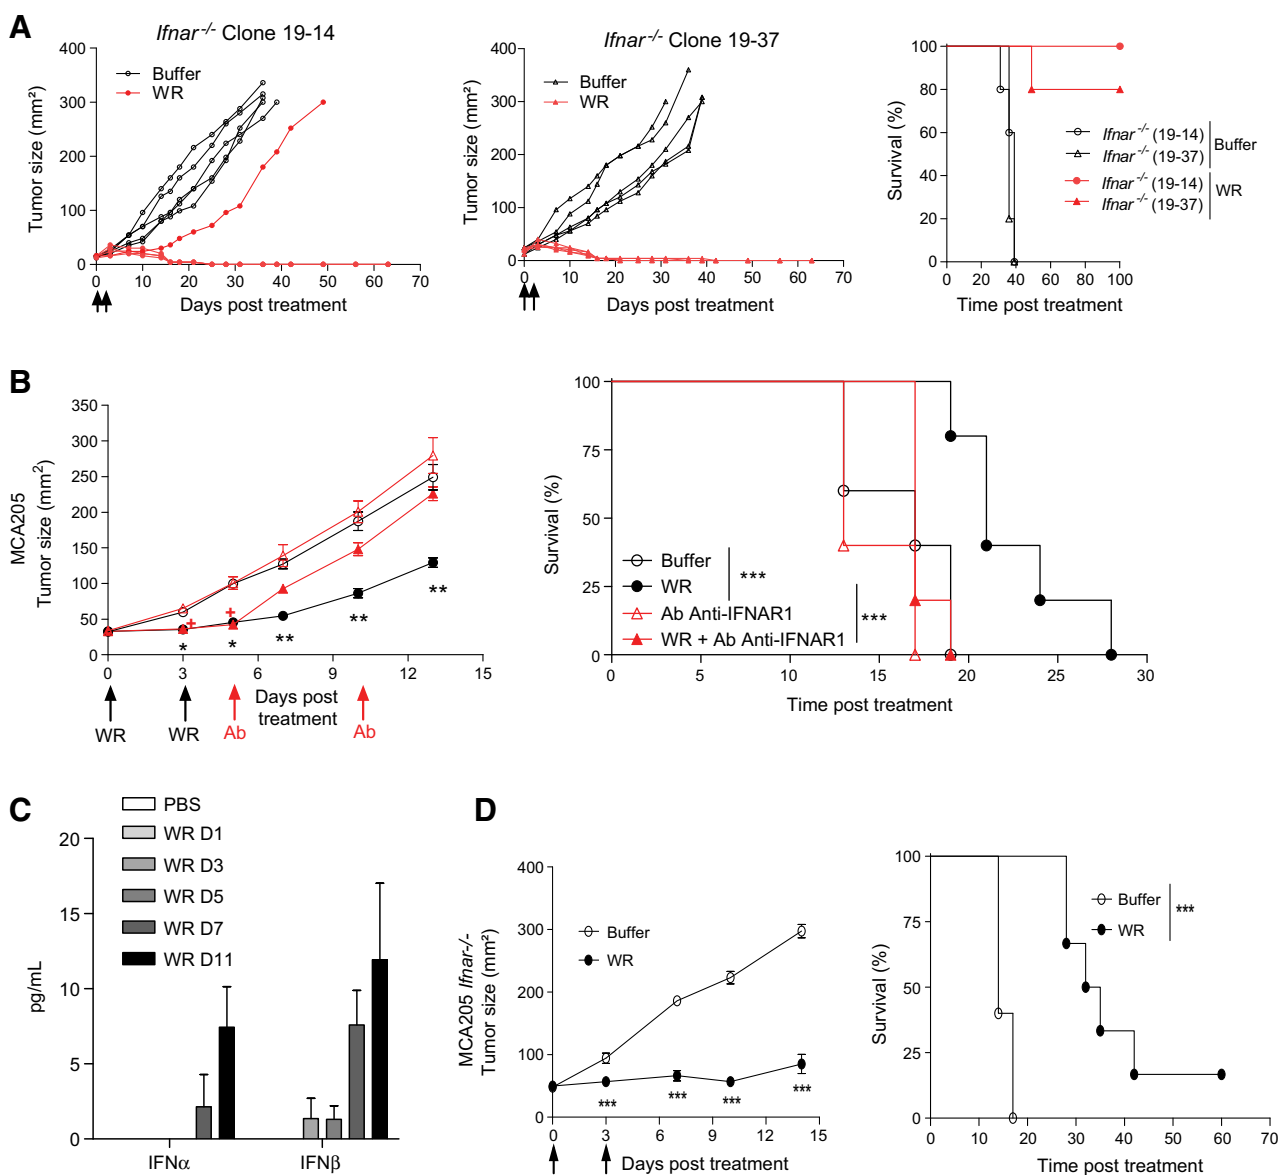 A
Ifnar-/- Clone 19-14
Tumor size (mm²)
400
300
200
100
0
Buffer
WR
0 10 20 30 40 50 60 70
Days post treatment
Ifnar-/- Clone 19-37
Tumor size (mm²)
400
300
200
100
0
Buffer
WR
0 10 20 30 40 50 60 70
Days post treatment
Survival (%)
100
80
60
40
20
0
Ifnar-/- (19-14)
Ifnar-/- (19-37)
Buffer
Ifnar-/- (19-14)
Ifnar-/- (19-37)
WR
0 20 40 60 80 100
Time post treatment
B
MCA205
Tumor size (mm2)
350
300
250
200
150
100
50
0
+
+
* * ** ** **
0 3 6 9 12 15
Days post
treatment
WR WR Ab Ab
Survival (%)
100
75
50
25
0
Buffer
WR
***
Ab Anti-IFNAR1
WR + Ab Anti-IFNAR1
***
0 5 10 15 20 25 30
Time post treatment
C
PBS
WR D1
WR D3
WR D5
WR D7
WR D11
pg/mL
20
15
10
5
0
IFNα IFNβ
D
MCA205 Ifnar-/-
Tumor size (mm²)
400
300
200
100
0
Buffer
WR
*** *** *** ***
0 3 6 9 12 15
Days post treatment
Survival (%)
100
75
50
25
0
Buffer
WR
***
0 10 20 30 40 50 60 70
Time post treatment